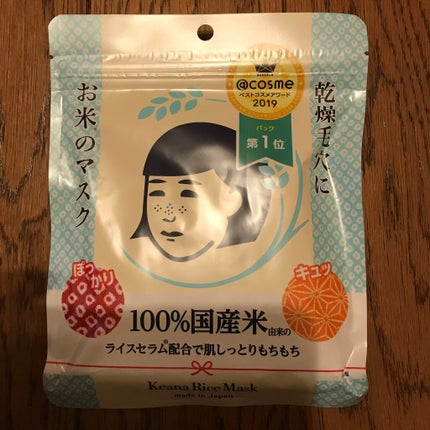 @cosme
ベストコスメアワード
2019
パック
第1位
乾燥毛穴に
お米のマスク
ぽっかり
キュッ
100%国産米由来の
ライスセラム®配合で肌しっとりもちもち
Keana Rice Mask
made in Japan